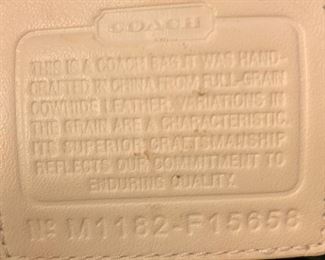 COACH
THIS IS A COACH BAG.IT WAS HAND-
CRAFTED IN CHINA FROM FULL-GRAIN
COWHIDE LEATHER. VARIATIONS IN
THE GRAIN ARE A CHARACTERISTIC
ITS SUPERIOR CRAFTSMANSHIP
REFLECTS OUR COMMITMENT TO
ENDURING QUALITY.
Nº M1182-F15658